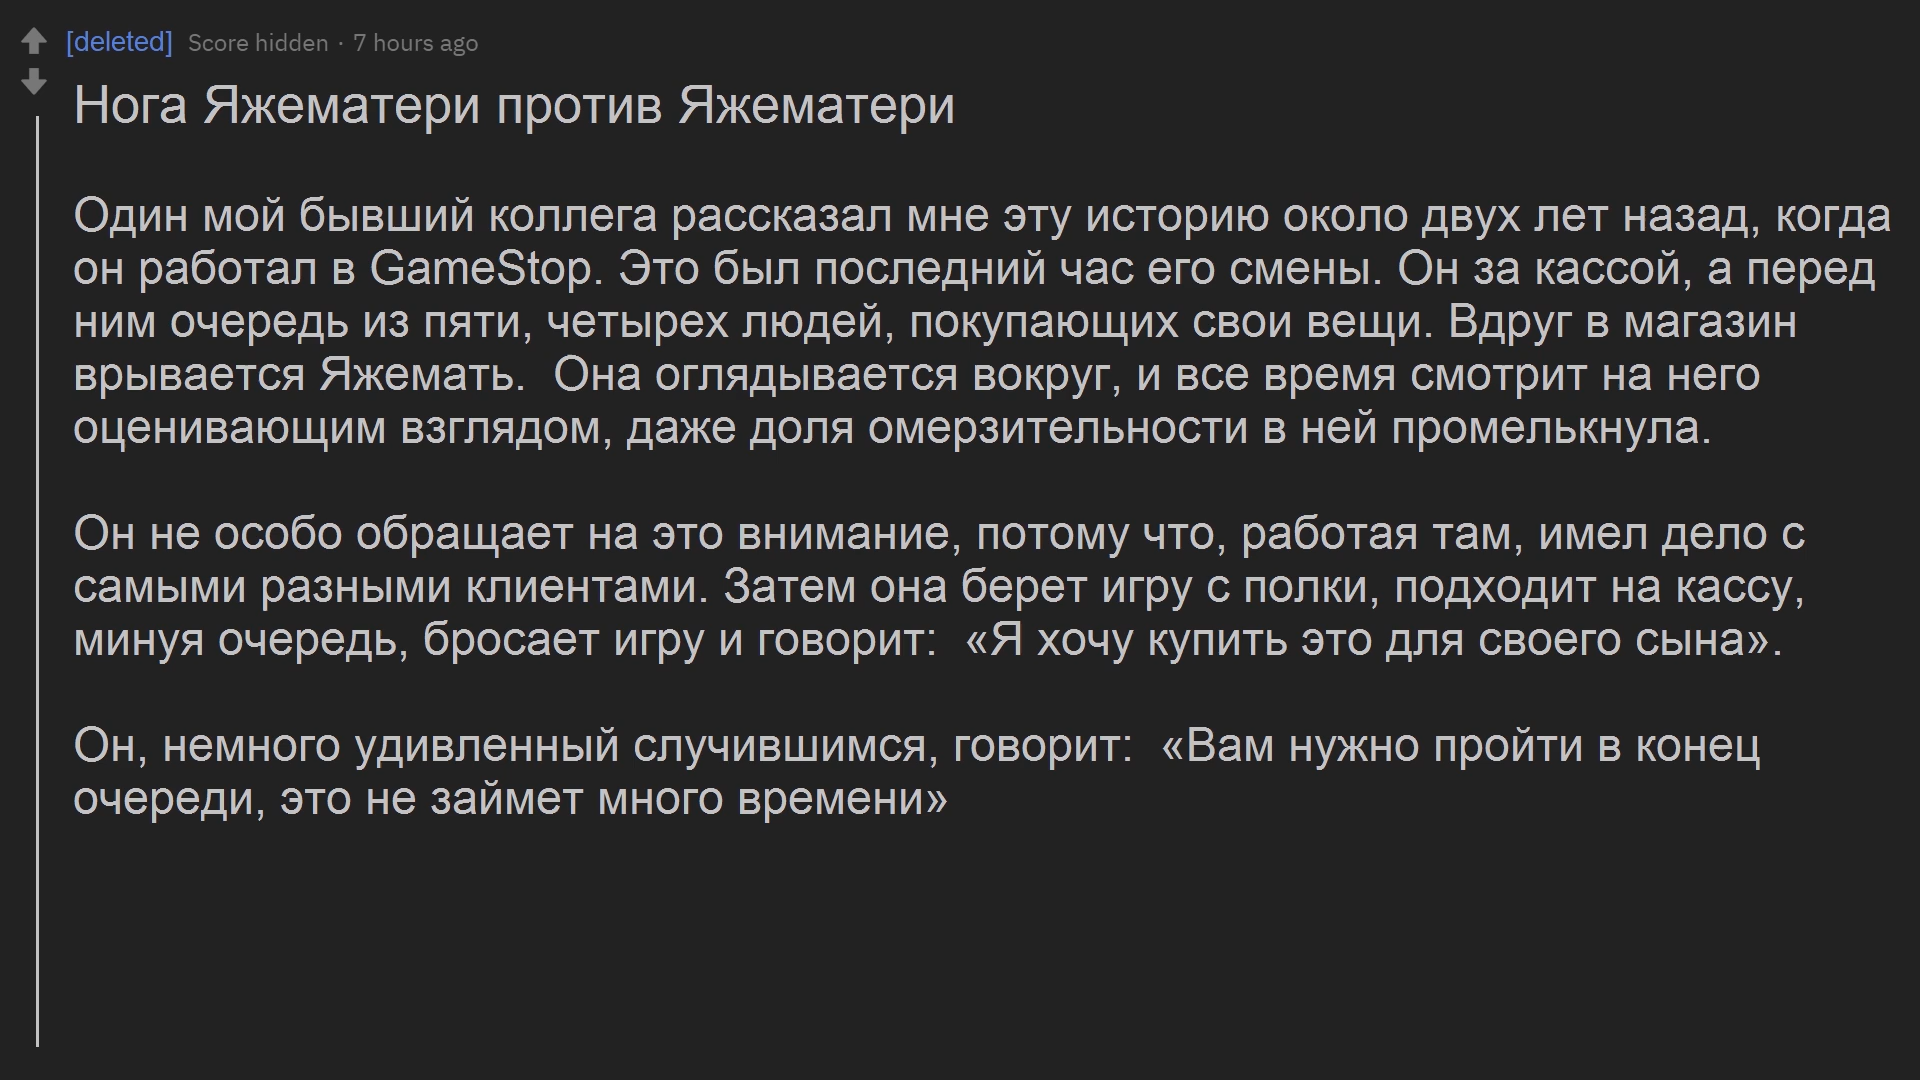 [deleted] Score hidden · 7 hours ago
Нога Яжематери против Яжематери
Один мой бывший коллега рассказал мне эту историю около двух лет назад, когда
он работал в GameStop. Это был последний час его смены. Он за кассой, а перед
ним очередь из пяти, четырех людей, покупающих свои вещи. Вдруг в магазин
врывается Яжемать.  Она оглядывается вокруг, и все время смотрит на него
оценивающим взглядом, даже доля омерзительности в ней промелькнула.
Он не особо обращает на это внимание, потому что, работая там, имел дело с
самыми разными клиентами. Затем она берет игру с полки, подходит на кассу,
минуя очередь, бросает игру и говорит:  «Я хочу купить это для своего сына».
Он, немного удивленный случившимся, говорит:  «Вам нужно пройти в конец
очереди, это не займет много времени»